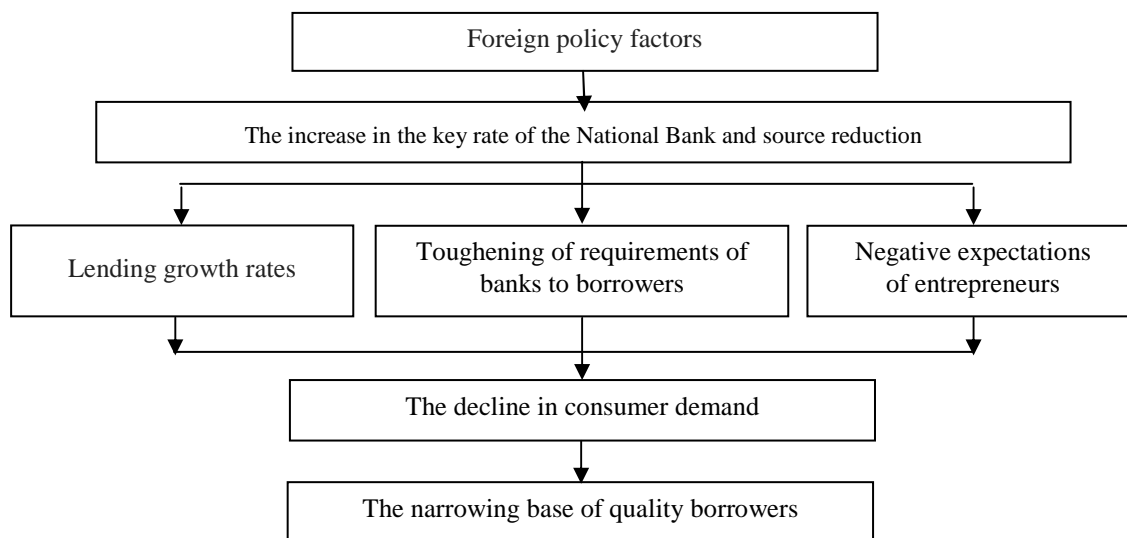 Foreign policy factors
The increase in the key rate of the National Bank and source reduction
Lending growth rates
Toughening of requirements of
banks to borrowers
Negative expectations
of entrepreneurs
The decline in consumer demand
The narrowing base of quality borrowers